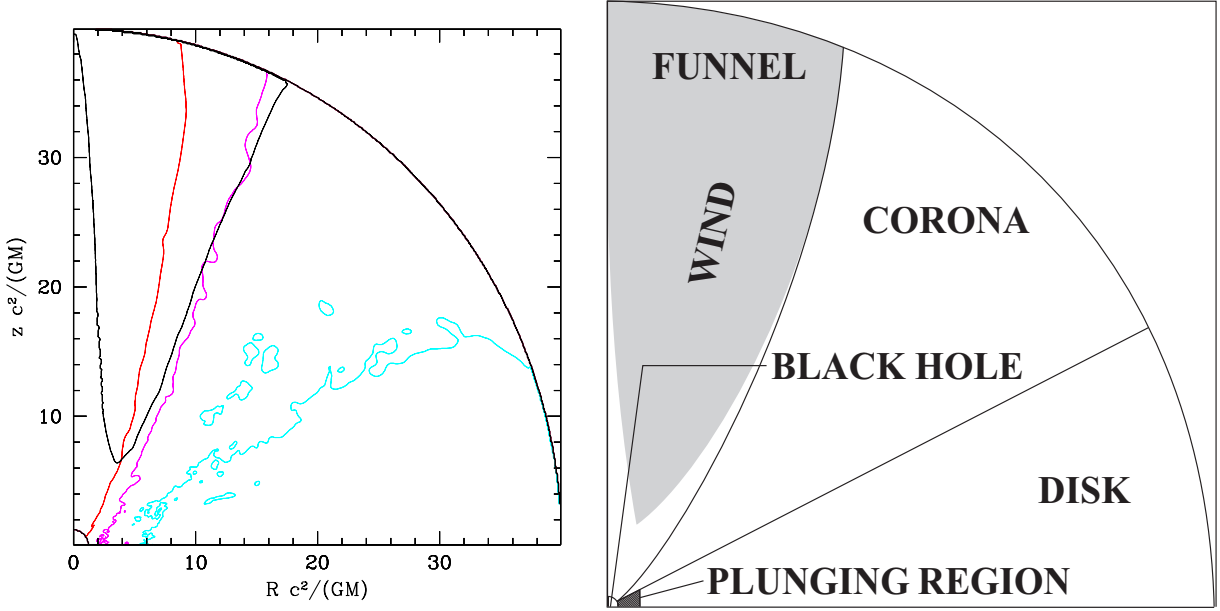 30
20
10
0
0
10
20
30
z c²/(GM)
R c²/(GM)
FUNNEL
WIND
CORONA
BLACK HOLE
DISK
PLUNGING REGION